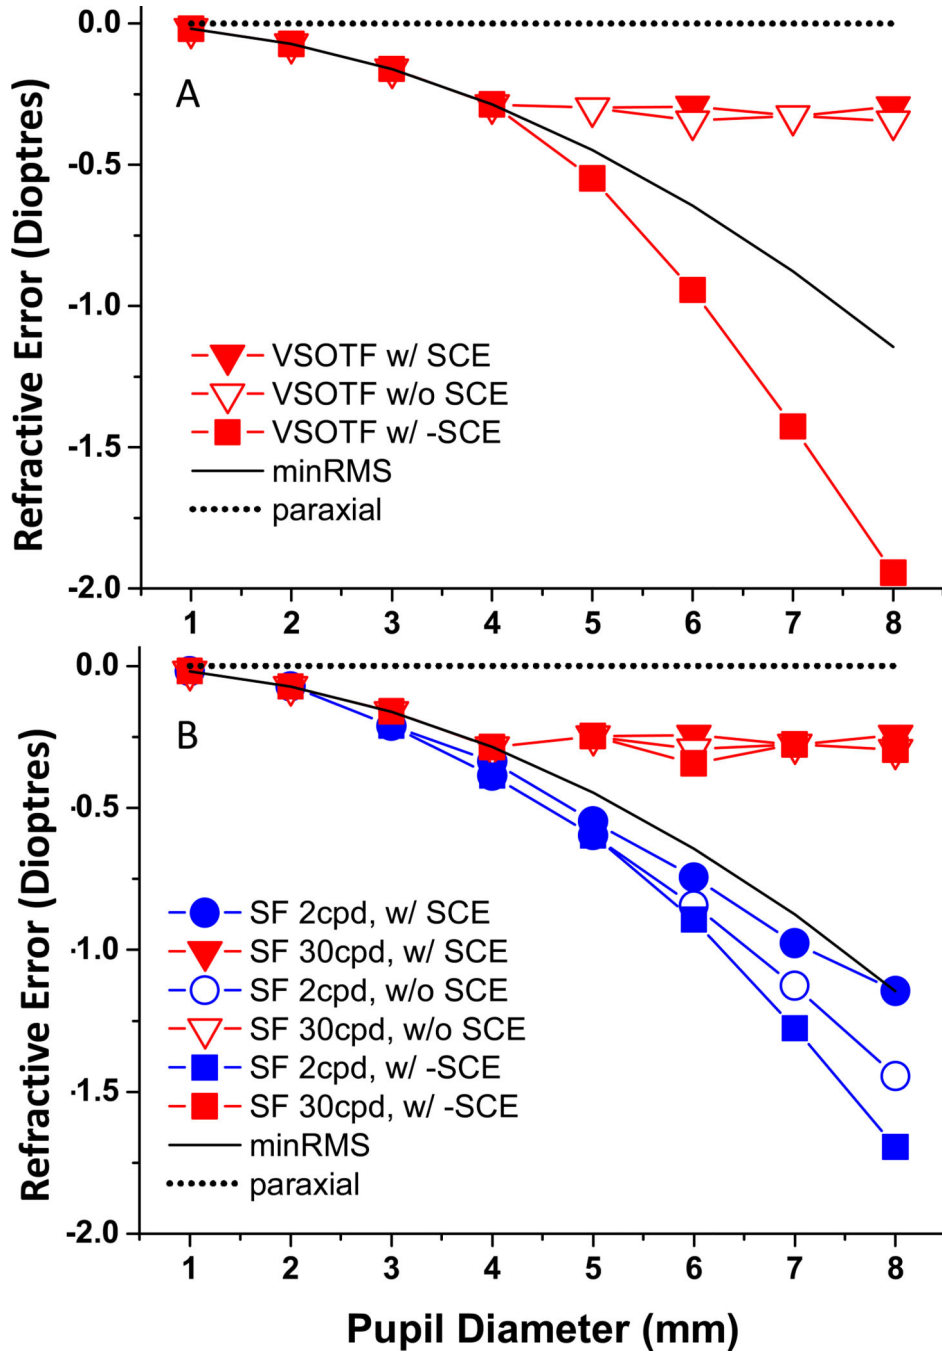 0.0
A
-0.5
-1.0
-1.5
-2.0
Refractive Error (Dioptres)
VSOTF w/ SCE
VSOTF w/o SCE
VSOTF w/ -SCE
minRMS
paraxial
1 2 3 4 5 6 7 8
0.0
B
-0.5
-1.0
-1.5
-2.0
Refractive Error (Dioptres)
SF 2cpd, w/ SCE
SF 30cpd, w/ SCE
SF 2cpd, w/o SCE
SF 30cpd, w/o SCE
SF 2cpd, w/ -SCE
SF 30cpd, w/ -SCE
minRMS
paraxial
1 2 3 4 5 6 7 8
Pupil Diameter (mm)